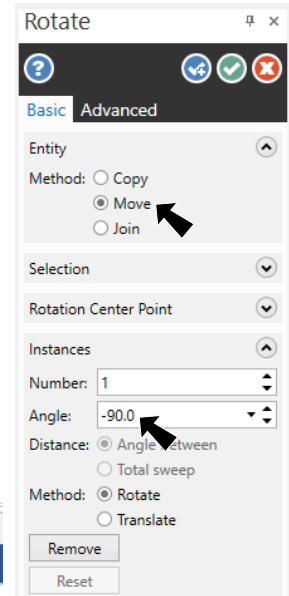 Rotate
Basic Advanced
Entity
Method: Copy
Move
Join
Selection
Rotation Center Point
Instances
Number: 1
Angle: -90.0
Distance: Angle between
Total sweep
Method: Rotate
Translate
Remove
Reset